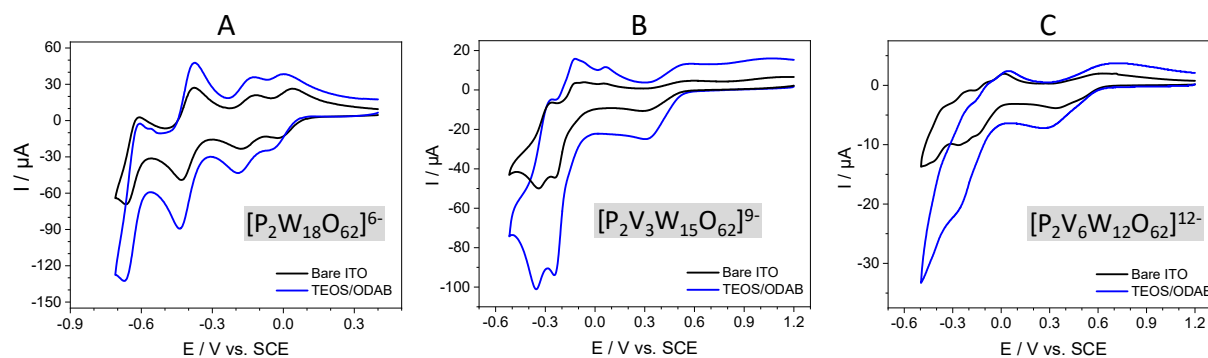 A
60
30
0
-30
-60
-90
-120
-150
I / µA
[P₂W₁₈O₆₂]⁶⁻
Bare ITO
TEOS/ODAB
-0.9 -0.6 -0.3 0.0 0.3
E / V vs. SCE
B
20
0
-20
-40
-60
-80
-100
I / µA
[P₂V₃W₁₅O₆₂]⁹⁻
Bare ITO
TEOS/ODAB
-0.6 -0.3 0.0 0.3 0.6 0.9 1.2
E / V vs. SCE
C
10
0
-10
-20
-30
I / µA
[P₂V₆W₁₂O₆₂]¹²⁻
Bare ITO
TEOS/ODAB
-0.6 -0.3 0.0 0.3 0.6 0.9 1.2
E / V vs. SCE